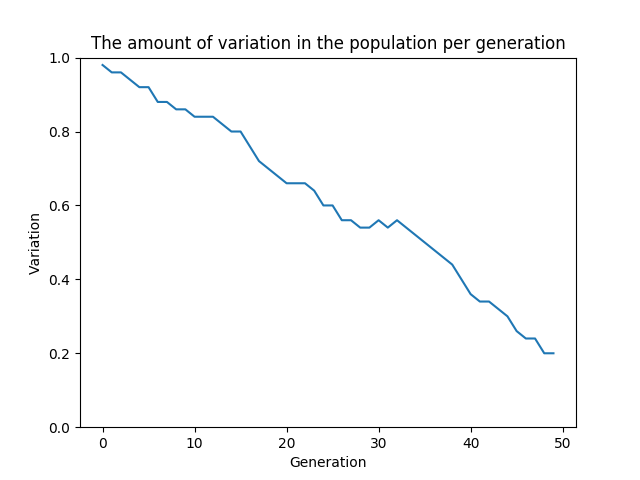 The amount of variation in the population per generation
1.0
0.8
0.6
0.4
0.2
0.0
Variation
0 10 20 30 40 50
Generation